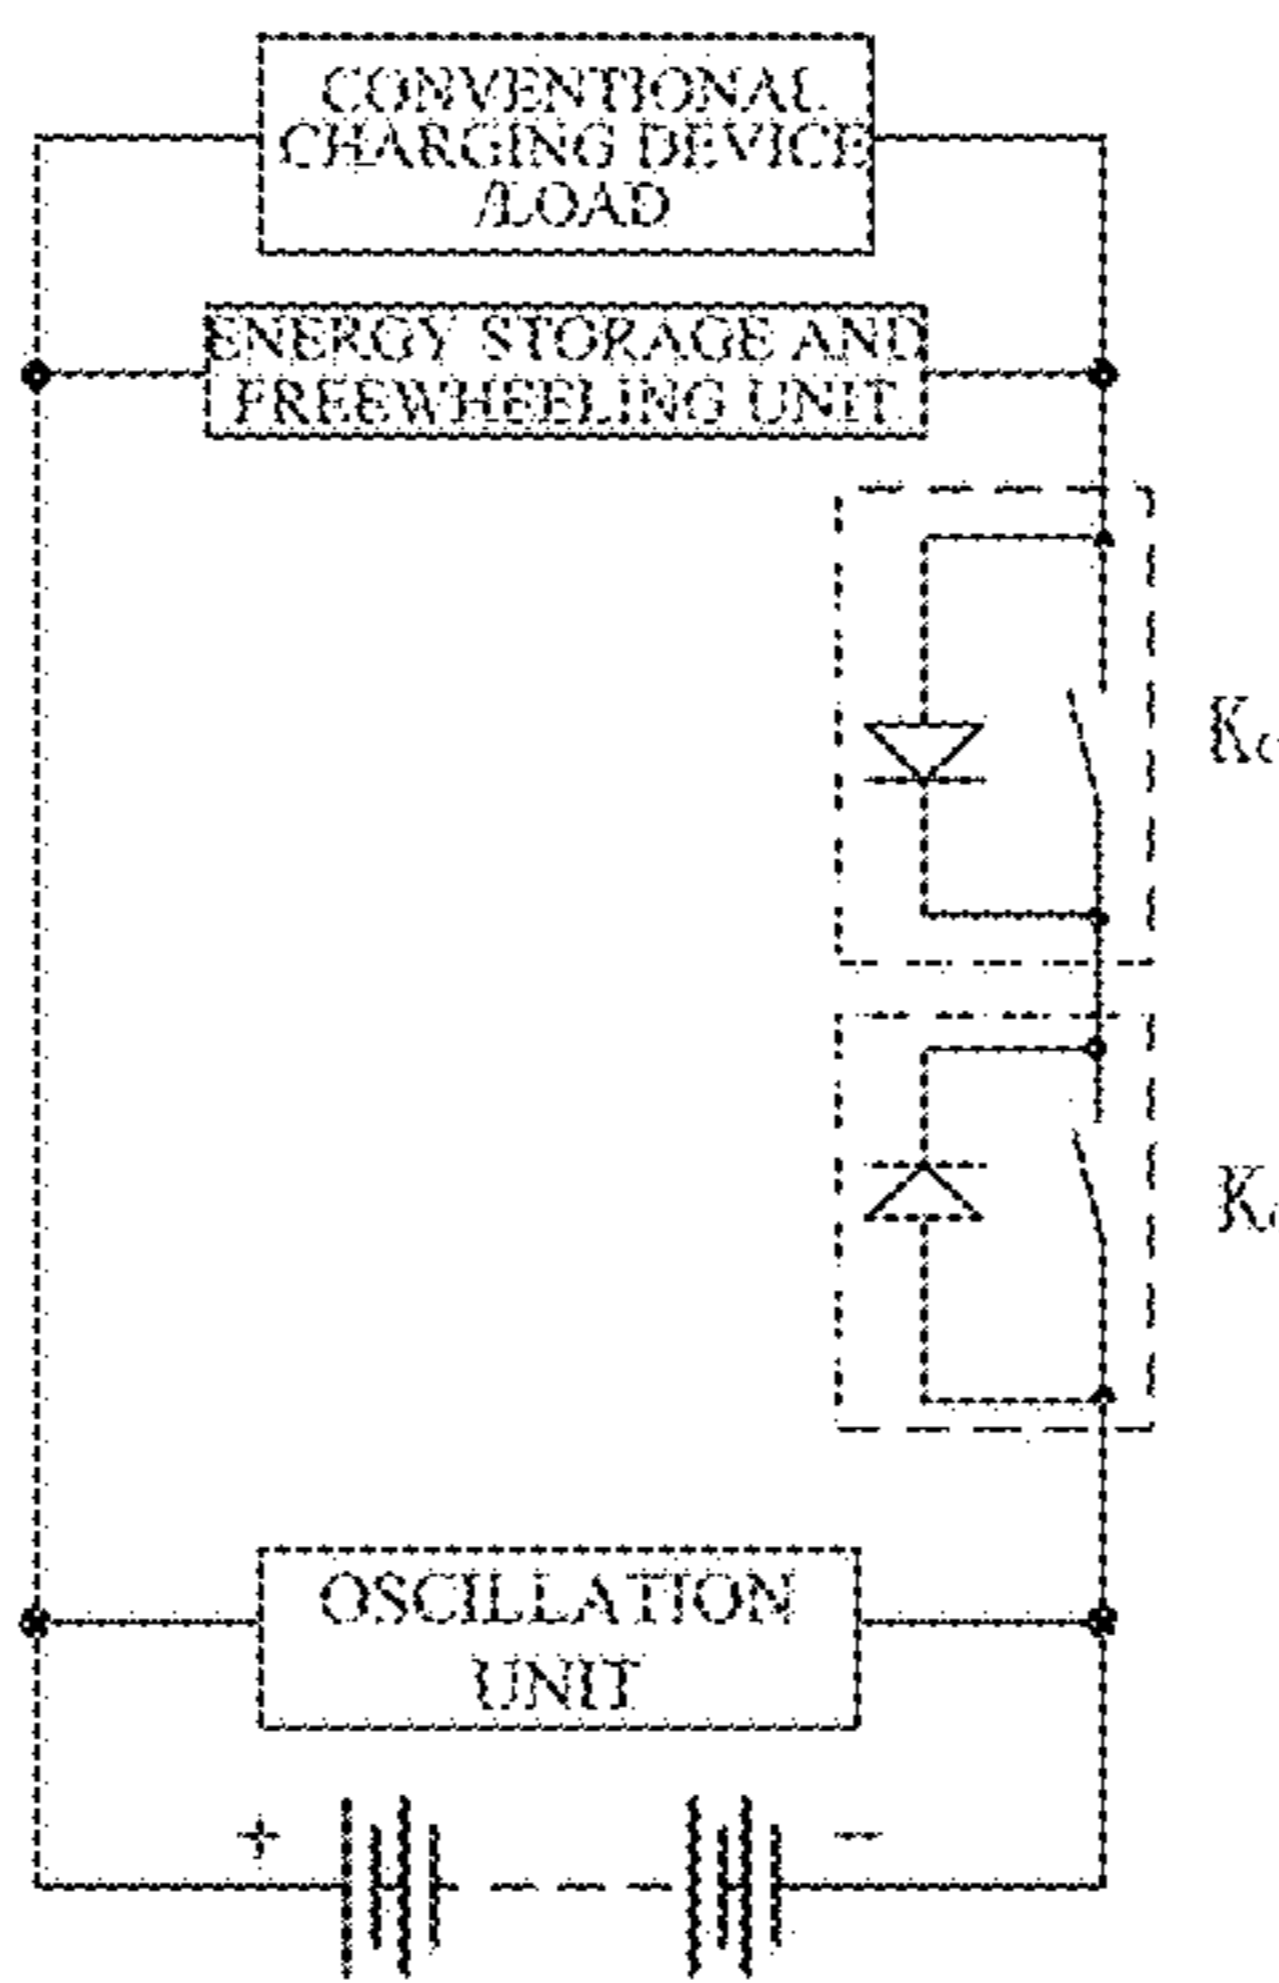 CONVENTIONAL
CHARGING DEVICE
/LOAD
ENERGY STORAGE AND
FREEWHEELING UNIT
OSCILLATION
UNIT
+
−